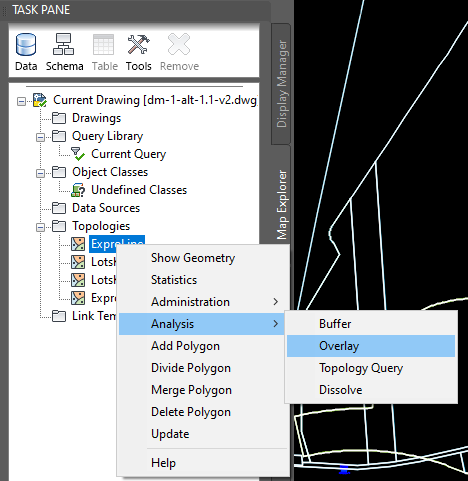 TASK PANE
Data Schema Table Tools Remove
Current Drawing [dm-1-alt-1.1-v2.dwg
Drawings
Query Library
Current Query
Object Classes
Undefined Classes
Data Sources
Topologies
ExpreLine
LotsH
LotsH
Expre
Link Tem
Show Geometry
Statistics
Administration
Analysis
Add Polygon
Divide Polygon
Merge Polygon
Delete Polygon
Update
Help
Buffer
Overlay
Topology Query
Dissolve
Display Manager
Map Explorer